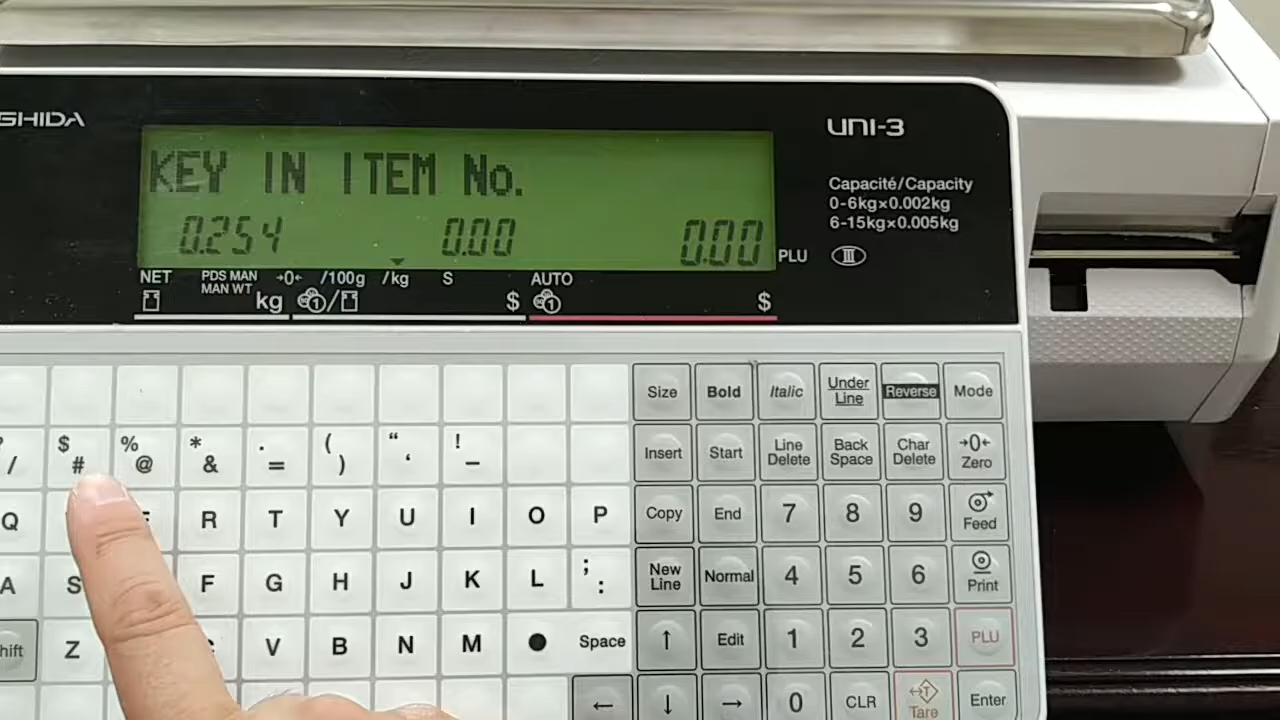 SHIDA
UNI-3
KEY IN ITEM No.
0.254 0.00 0.00
PLU
Capacité/Capacity
0-6kg×0.002kg
6-15kg×0.005kg
III
NET PDS MAN →0← /100g /kg S AUTO
MAN WT
kg 1 / $ 1 $
Size Bold Italic Under Line Reverse Mode
? / $ # % @ * & . = ( ) “ ‘ ! – Insert Start Line Delete Back Space Char Delete →0← Zero
Q E R T Y U I O P Copy End 7 8 9 Feed
A S F G H J K L ; : New Line Normal 4 5 6 Print
hift Z C V B N M ● Space ↑ Edit 1 2 3 PLU
← ↓ → 0 CLR T Tare Enter